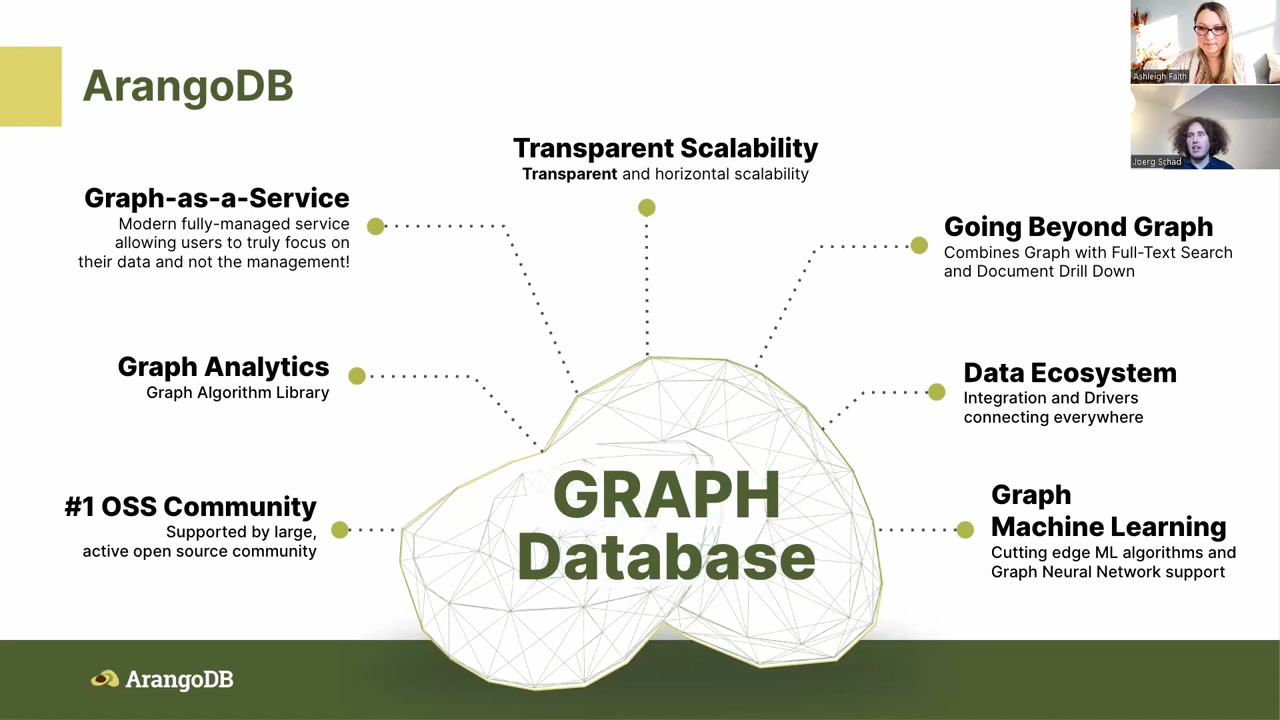 ArangoDB
Ashleigh Faith
Joerg Schad
Transparent Scalability
Transparent and horizontal scalability
Graph-as-a-Service
Modern fully-managed service
allowing users to truly focus on
their data and not the management!
Going Beyond Graph
Combines Graph with Full-Text Search
and Document Drill Down
Graph Analytics
Graph Algorithm Library
Data Ecosystem
Integration and Drivers
connecting everywhere
#1 OSS Community
Supported by large,
active open source community
GRAPH
Database
Graph
Machine Learning
Cutting edge ML algorithms and
Graph Neural Network support
ArangoDB